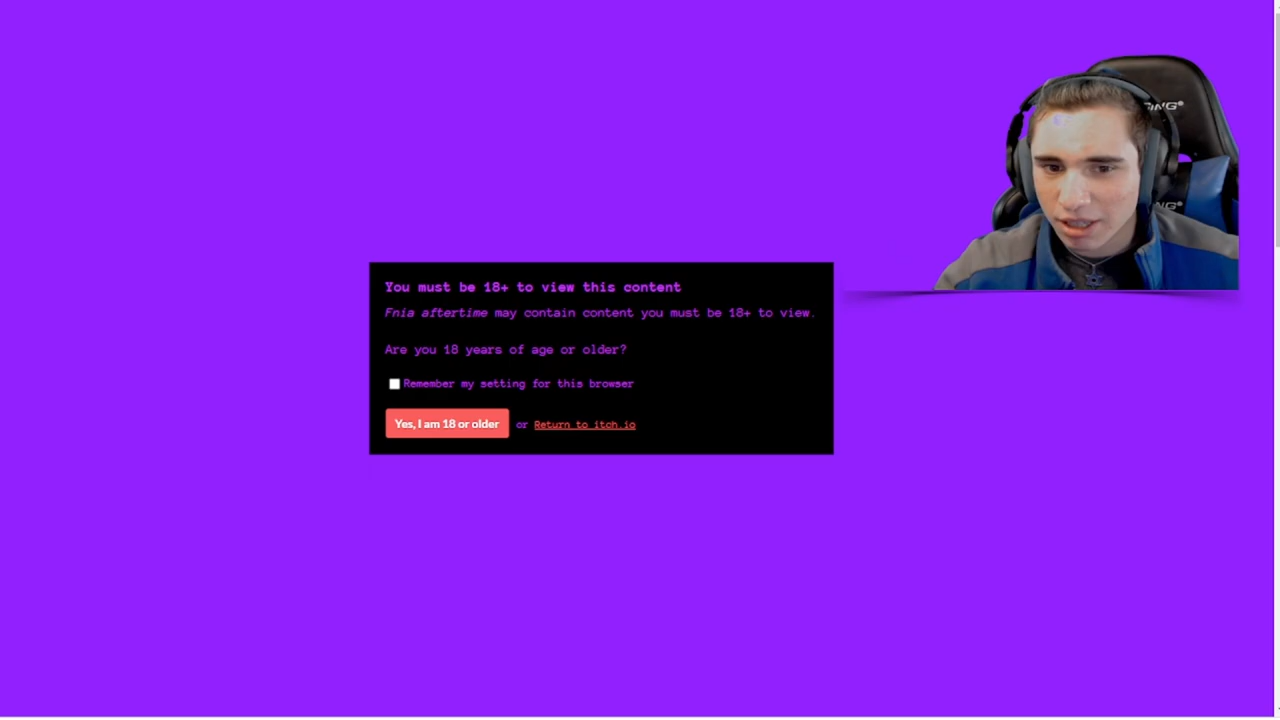 You must be 18+ to view this content
Fnia aftertime may contain content you must be 18+ to view.
Are you 18 years of age or older?
Remember my setting for this browser
Yes, I am 18 or older or Return to itch.io